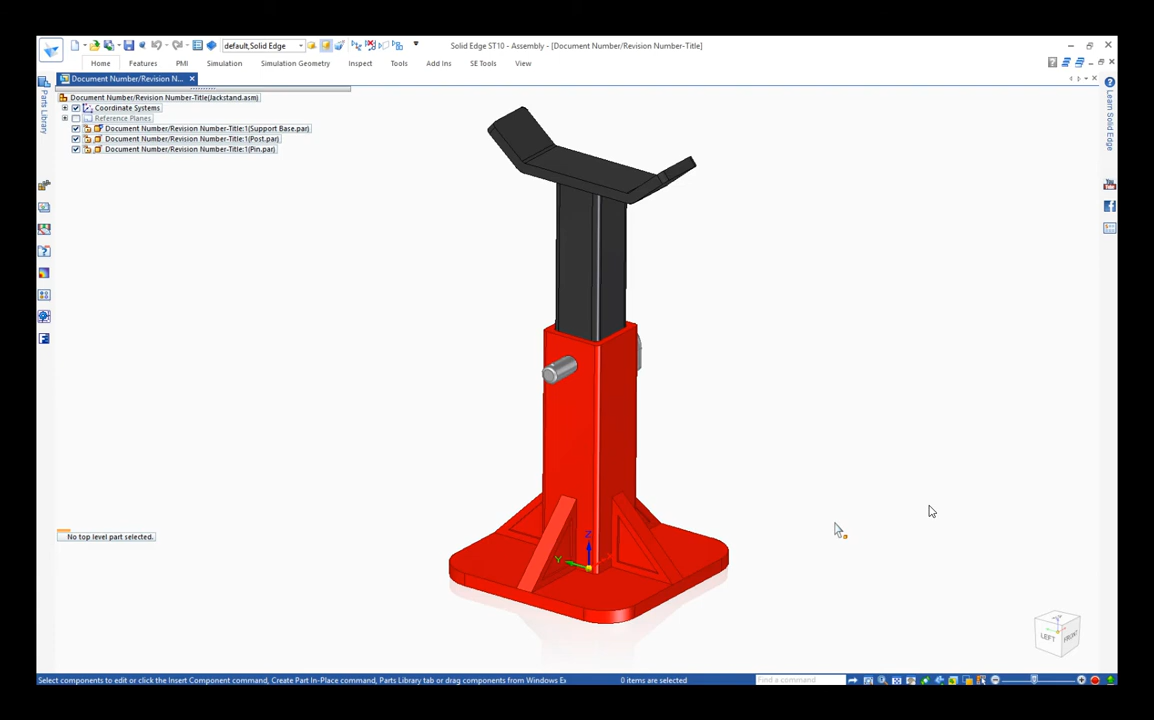 default,Solid Edge
Solid Edge ST10 - Assembly - [Document Number/Revision Number-Title]
Home Features PMI Simulation Simulation Geometry Inspect Tools Add Ins SE Tools View
Document Number/Revision N...
Document Number/Revision Number-Title(Jackstand.asm)
Coordinate Systems
Reference Planes
Document Number/Revision Number-Title:1(Support Base.par)
Document Number/Revision Number-Title:1(Post.par)
Document Number/Revision Number-Title:1(Pin.par)
Parts Library
Learn Solid Edge
No top level part selected.
Z
Y
LEFT FRONT
Select components to edit or click the Insert Component command, Create Part In-Place command, Parts Library tab or drag components from Windows Ex
0 items are selected
Find a command